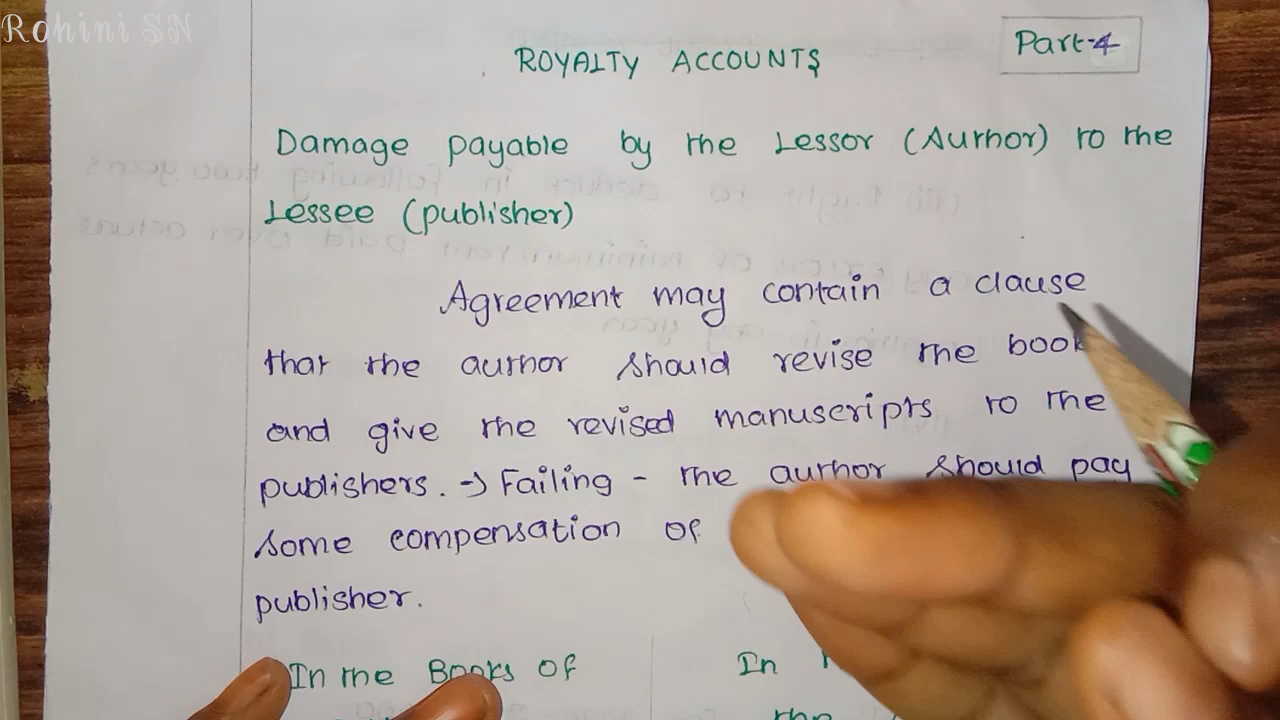 Rohini SN
Part-4
ROYALTY ACCOUNTS
Damage payable by the Lessor (Author) to the
Lessee (publisher)
Agreement may contain a clause
that the author should revise the book
and give the revised manuscripts to the
publishers. → Failing - the author should pay
some compensation of
publisher.
In the Books of
In
the